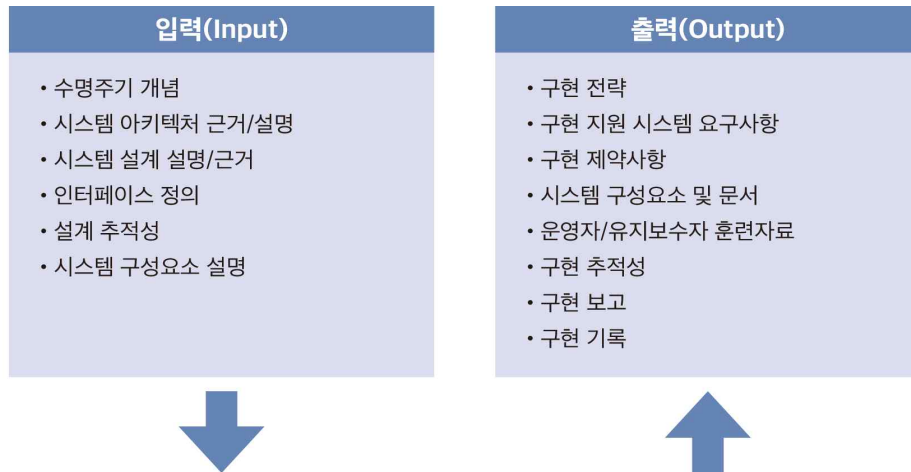 입력(Input)
• 수명주기 개념
• 시스템 아키텍처 근거/설명
• 시스템 설계 설명/근거
• 인터페이스 정의
• 설계 추적성
• 시스템 구성요소 설명
출력(Output)
• 구현 전략
• 구현 지원 시스템 요구사항
• 구현 제약사항
• 시스템 구성요소 및 문서
• 운영자/유지보수자 훈련자료
• 구현 추적성
• 구현 보고
• 구현 기록